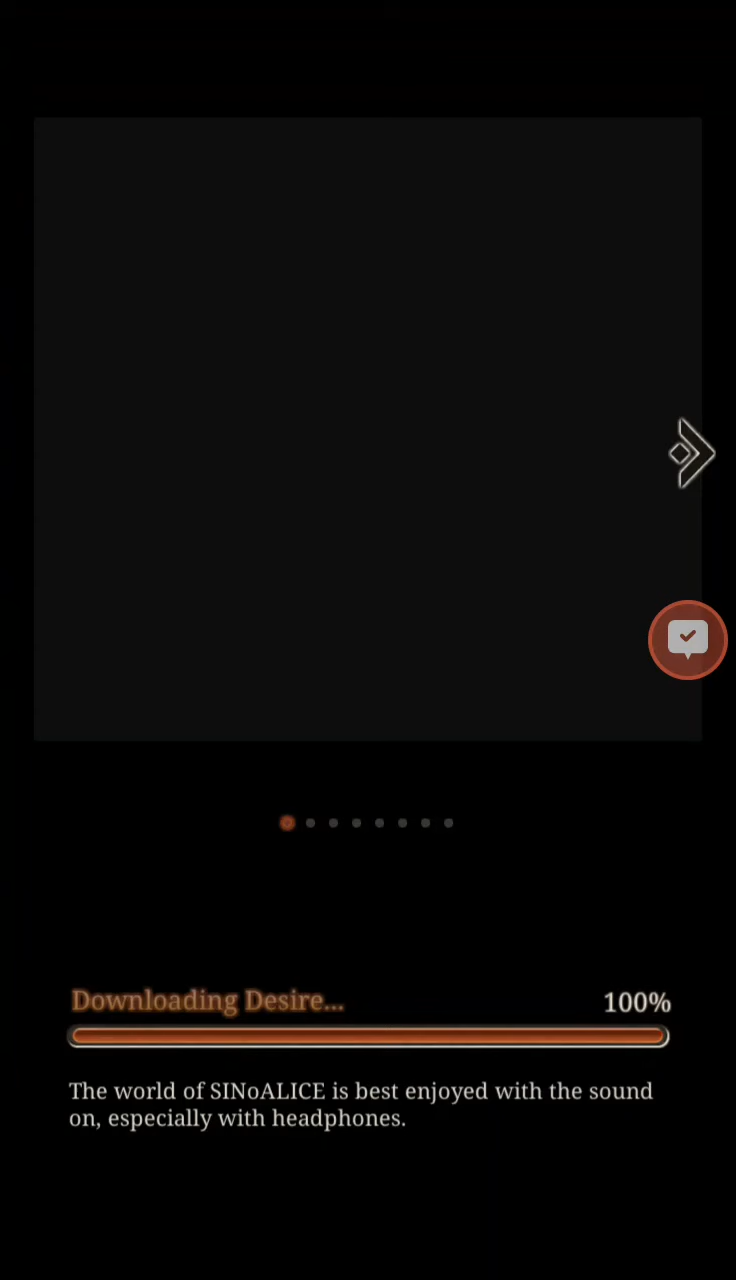 Downloading Desire...
100%
The world of SINoALICE is best enjoyed with the sound
on, especially with headphones.